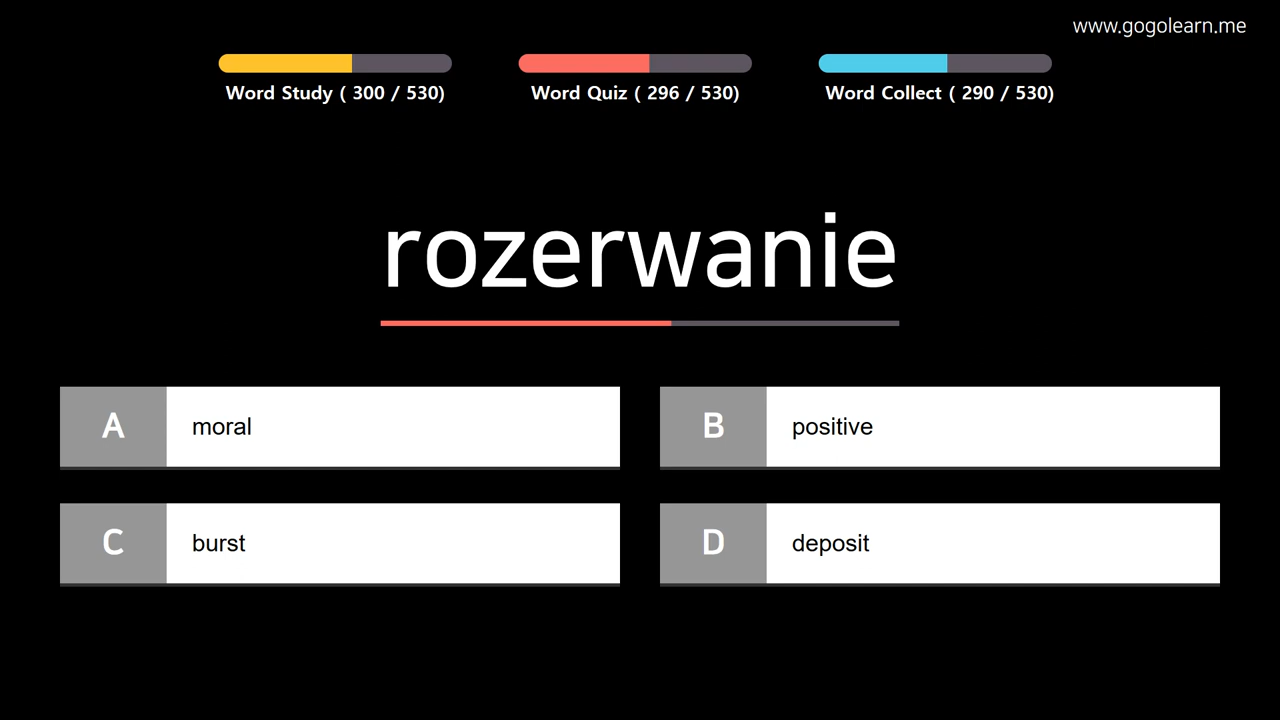 www.gogolearn.me
Word Study ( 300 / 530)
Word Quiz ( 296 / 530)
Word Collect ( 290 / 530)
rozerwanie
A moral
B positive
C burst
D deposit